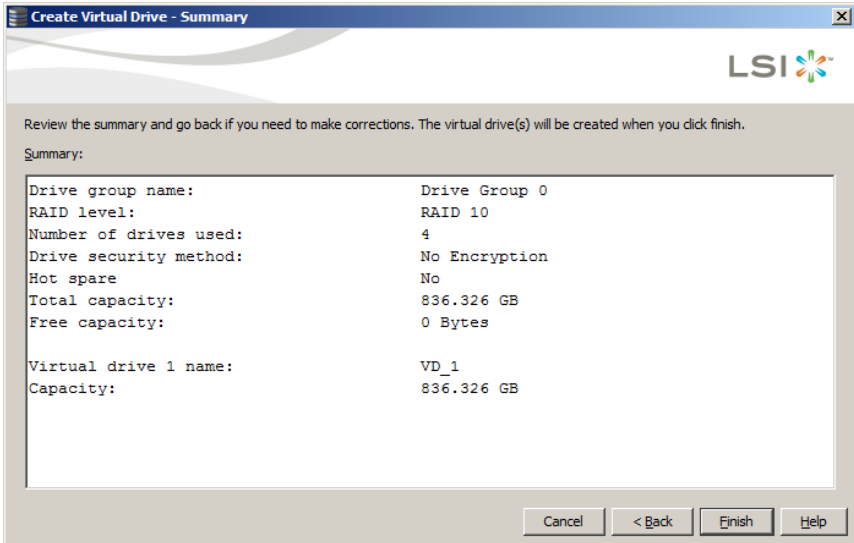 Create Virtual Drive - Summary
LSI
Review the summary and go back if you need to make corrections. The virtual drive(s) will be created when you click finish.
Summary:
Drive group name: Drive Group 0
RAID level: RAID 10
Number of drives used: 4
Drive security method: No Encryption
Hot spare No
Total capacity: 836.326 GB
Free capacity: 0 Bytes
Virtual drive 1 name: VD_1
Capacity: 836.326 GB
Cancel < Back Finish Help